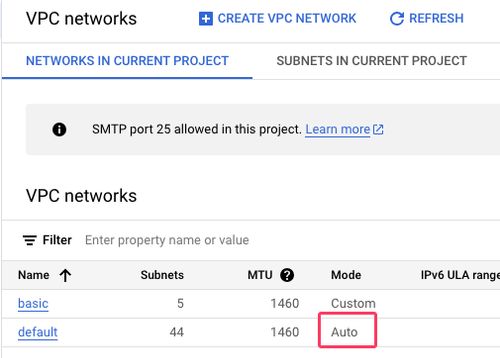 VPC networks
CREATE VPC NETWORK
REFRESH
NETWORKS IN CURRENT PROJECT
SUBNETS IN CURRENT PROJECT
SMTP port 25 allowed in this project. Learn more
VPC networks
Filter Enter property name or value
Name Subnets MTU Mode IPv6 ULA range
basic 5 1460 Custom
default 44 1460 Auto